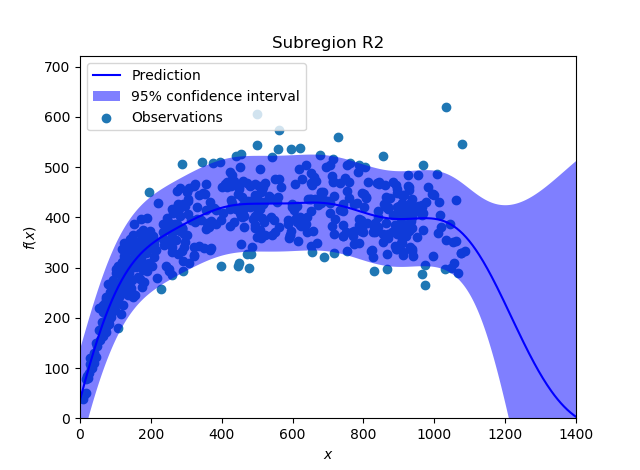 Subregion R2
700
600
500
400
300
200
100
0
f(x)
Prediction
95% confidence interval
Observations
0 200 400 600 800 1000 1200 1400
x